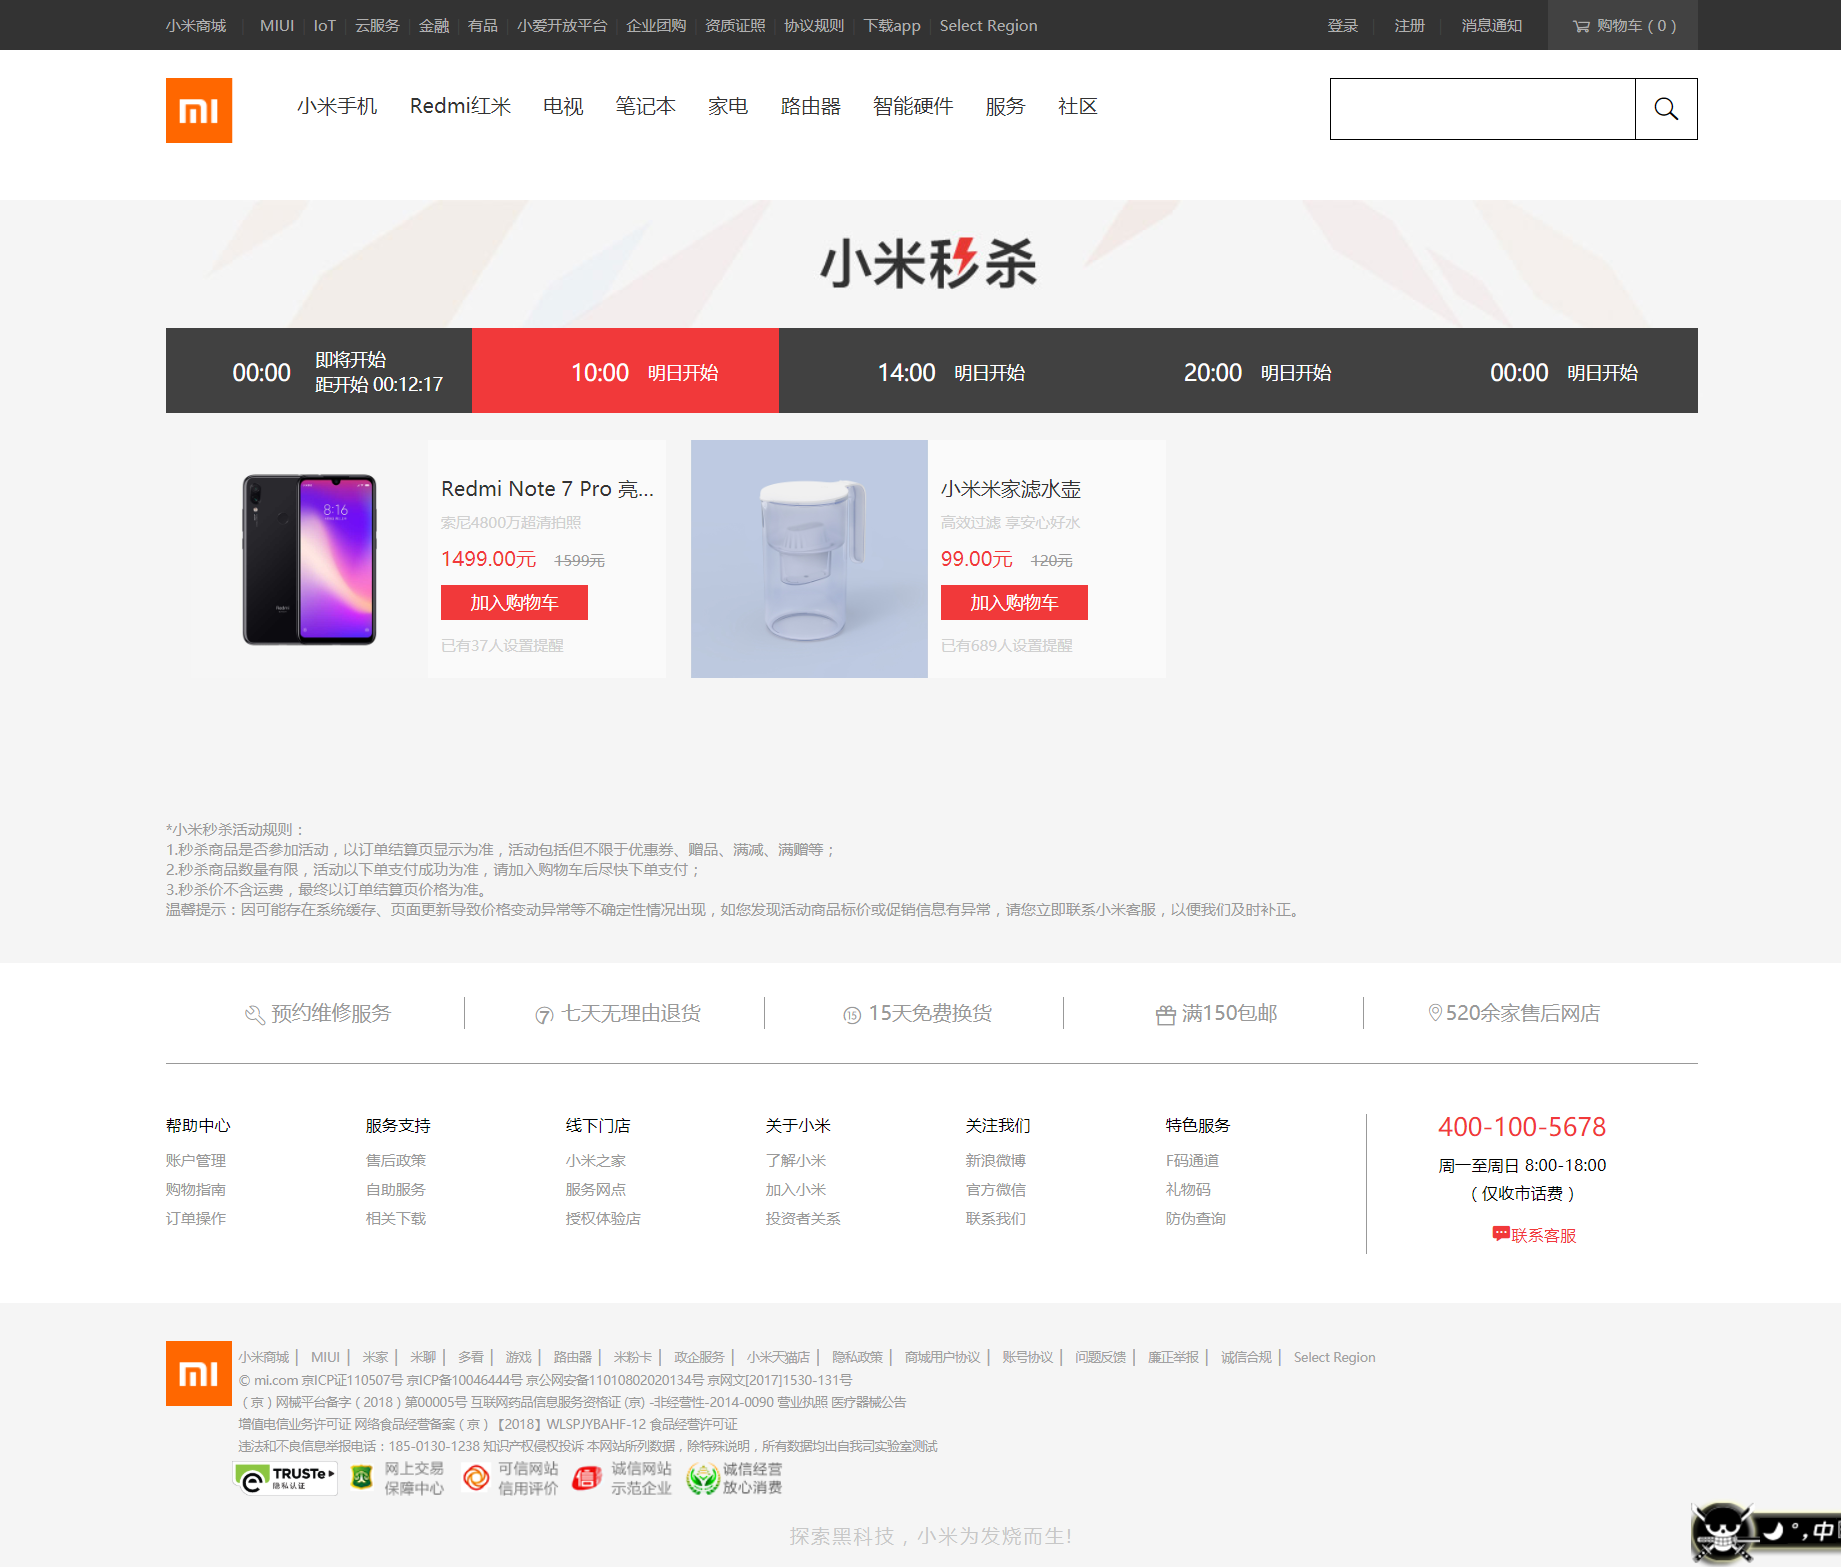 小米商城 | MIUI | IoT | 云服务 | 金融 | 有品 | 小爱开放平台 | 企业团购 | 资质证照 | 协议规则 | 下载app | Select Region 登录 | 注册 | 消息通知 购物车 ( 0 )
mi 小米手机 Redmi红米 电视 笔记本 家电 路由器 智能硬件 服务 社区
小米秒杀
00:00 即将开始
距开始 00:12:17
10:00 明日开始
14:00 明日开始
20:00 明日开始
00:00 明日开始
8:16
Redmi
Redmi Note 7 Pro 亮...
索尼4800万超清拍照
1499.00元 1599元
加入购物车
已有37人设置提醒
小米米家滤水壶
高效过滤 享安心好水
99.00元 120元
加入购物车
已有689人设置提醒
*小米秒杀活动规则：
1.秒杀商品是否参加活动，以订单结算页显示为准，活动包括但不限于优惠券、赠品、满减、满赠等；
2.秒杀商品数量有限，活动以下单支付成功为准，请加入购物车后尽快下单支付；
3.秒杀价不含运费，最终以订单结算页价格为准。
温馨提示：因可能存在系统缓存、页面更新导致价格变动异常等不确定性情况出现，如您发现活动商品标价或促销信息有异常，请您立即联系小米客服，以便我们及时补正。
预约维修服务 7 七天无理由退货 15 15天免费换货 满150包邮 520余家售后网店
帮助中心 服务支持 线下门店 关于小米 关注我们 特色服务
账户管理 售后政策 小米之家 了解小米 新浪微博 F码通道
购物指南 自助服务 服务网点 加入小米 官方微信 礼物码
订单操作 相关下载 授权体验店 投资者关系 联系我们 防伪查询
400-100-5678
周一至周日 8:00-18:00
（仅收市话费）
联系客服
mi 小米商城 | MIUI | 米家 | 米聊 | 多看 | 游戏 | 路由器 | 米粉卡 | 政企服务 | 小米天猫店 | 隐私政策 | 商城用户协议 | 账号协议 | 问题反馈 | 廉正举报 | 诚信合规 | Select Region
© mi.com 京ICP证110507号 京ICP备10046444号 京公网安备11010802020134号 京网文[2017]1530-131号
（京）网械平台备字（2018）第00005号 互联网药品信息服务资格证 (京) -非经营性-2014-0090 营业执照 医疗器械公告
增值电信业务许可证 网络食品经营备案（京）【2018】WLSPJYBAHF-12 食品经营许可证
违法和不良信息举报电话：185-0130-1238 知识产权侵权投诉 本网站所列数据，除特殊说明，所有数据均出自我司实验室测试
TRUSTe 隐私认证
网上交易
保障中心
可信网站
信用评价
信 诚信网站
示范企业
诚信经营
放心消费
探索黑科技，小米为发烧而生!
°, 中